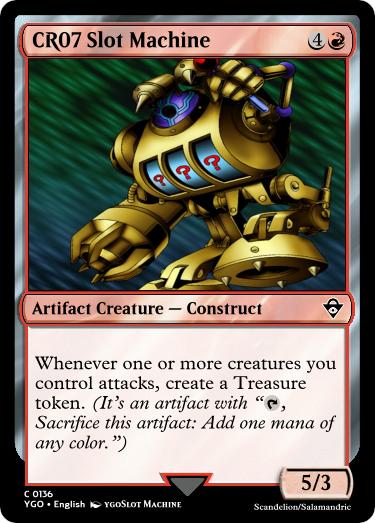 CR07 Slot Machine 4
? ? ?
Artifact Creature — Construct
Whenever one or more creatures you
control attacks, create a Treasure
token. (It's an artifact with “,
Sacrifice this artifact: Add one mana of
any color.”)
5/3
C 0136
YGO • English YGOSLOT MACHINE
Scandelion/Salamandric